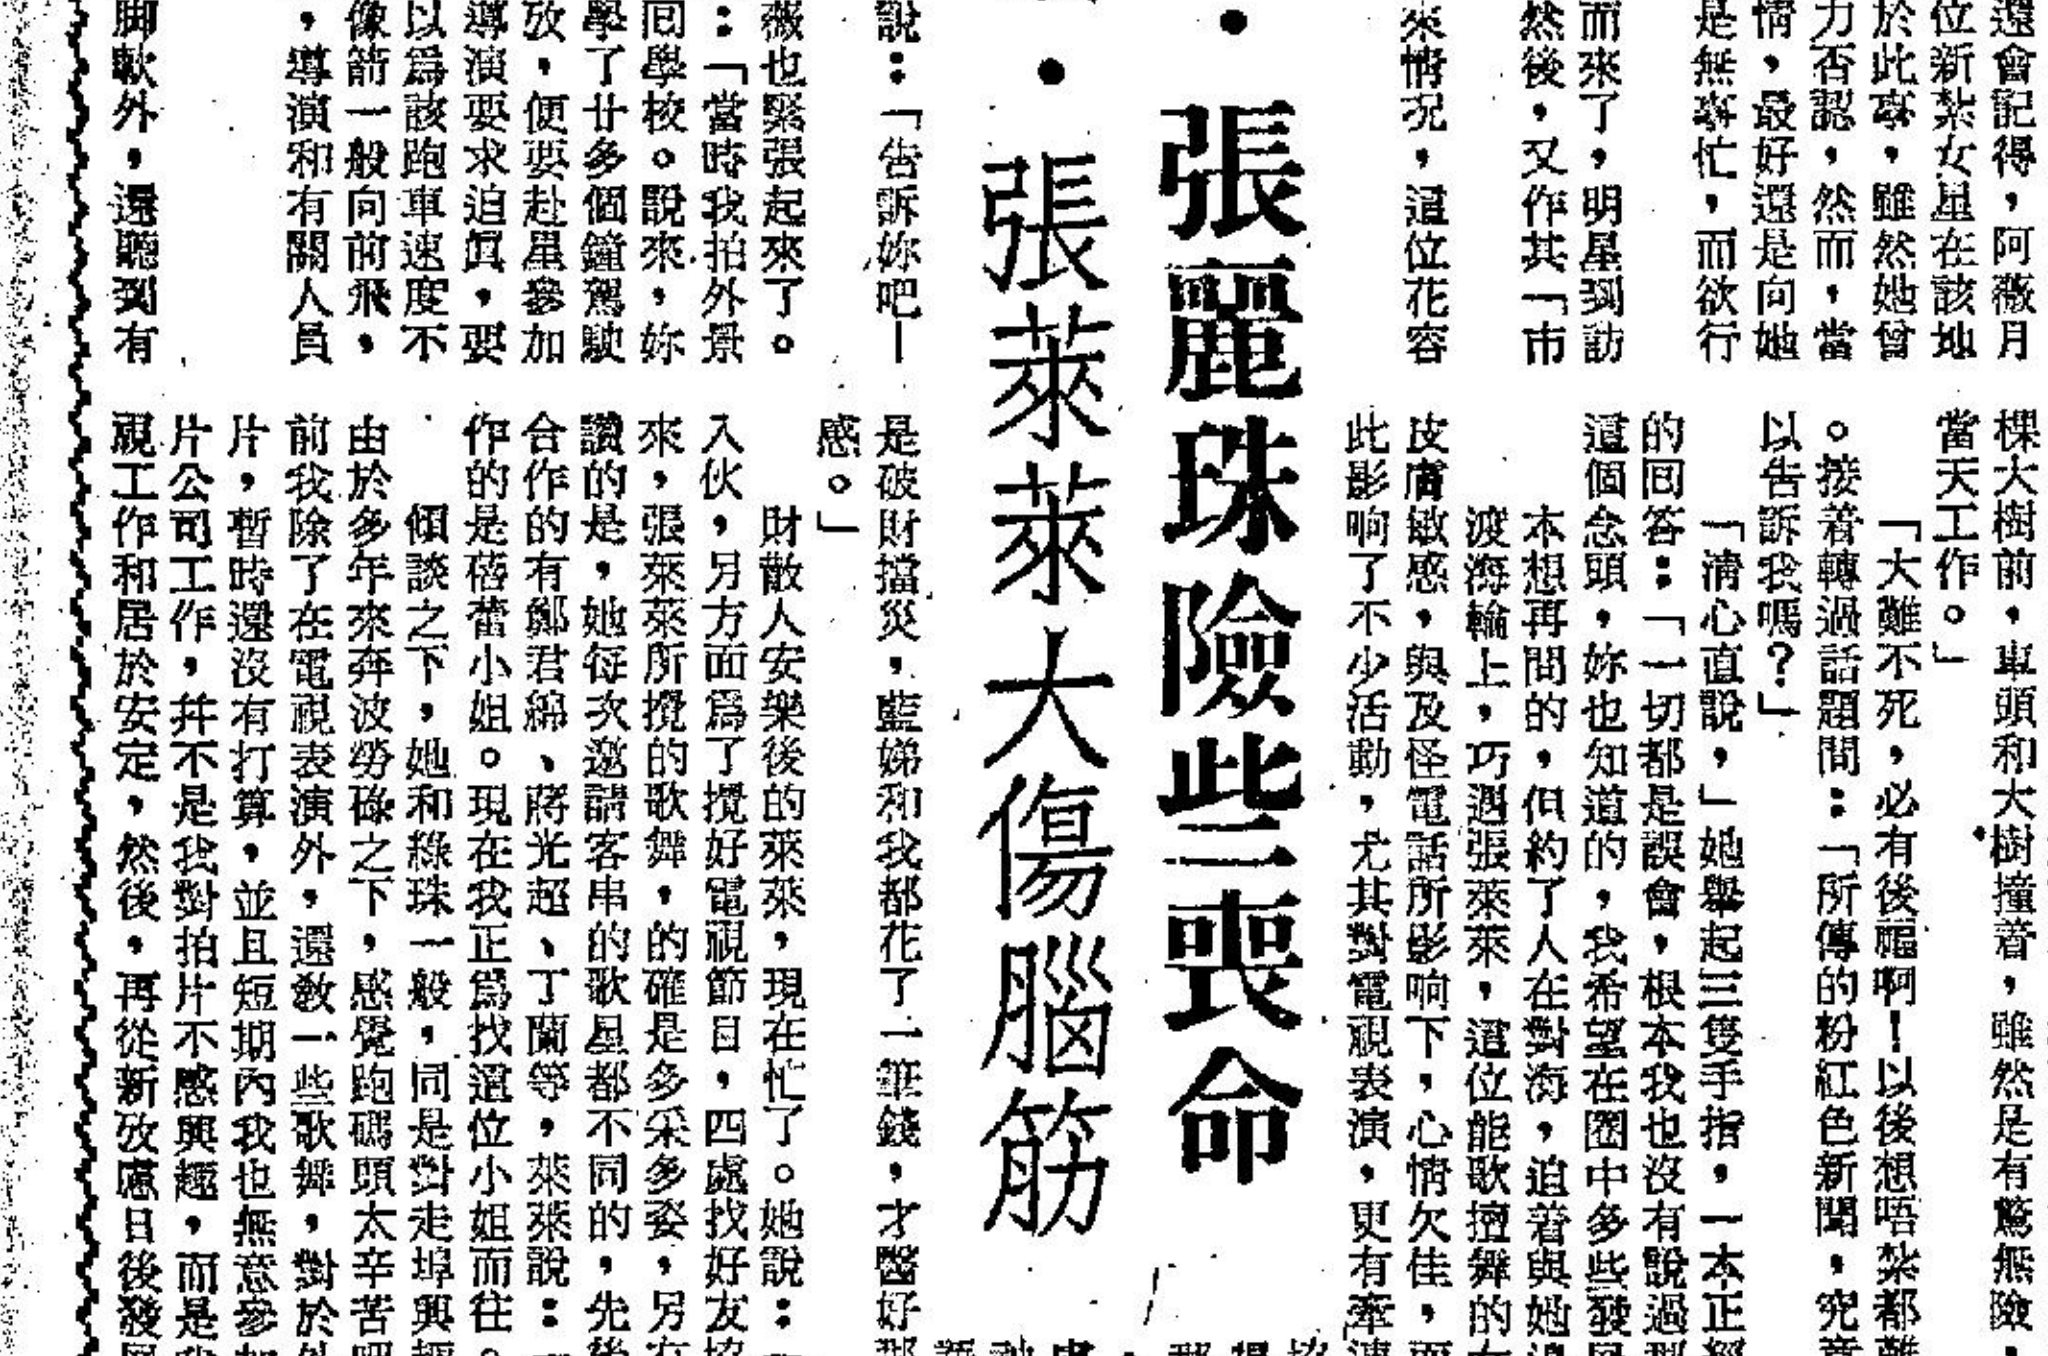 還會記得，阿薇月
位新紮女星在該地
於此事，雖然她曾
力否認，然而，當
情，最好還是向她
是無事忙，而欲行
而來了，明星到訪
然後，又作其「市
來情況，這位花容
・張麗珠險些喪命
・張萊萊大傷腦筋
說：「告訴妳吧—
薇也緊張起來了。
：「當時我拍外景
囘學校。說來，妳
學了廿多個鐘駕駛
放，便要赴星參加
導演要求迫眞，要
以爲該跑車速度不
像箭一般向前飛，
，導演和有關人員
脚軟外，還聽到有
棵大樹前，車頭和大樹撞着，雖然是有驚無險，
當天工作。」
「大難不死，必有後福啊！以後想唔紮都難
。接着轉過話題問：「所傳的粉紅色新聞，究竟
以告訴我嗎？」
「清心直說，」她舉起三隻手指，一本正經
的囘答：「一切都是誤會，根本我也沒有說過那
這個念頭，妳也知道的，我希望在圈中多些發展
本想再問的，但約了人在對海，迫着與她
渡海輪上，巧遇張萊萊，這位能歌擅舞的
皮膚敏感，與及怪電話所影响下，心情欠佳，而
此影响了不少活動，尤其對電視表演，更有牽連
是破財擋災，藍娣和我都花了一筆錢，才醫好那
感。」
財散人安樂後的萊萊，現在忙了。她說：
入伙，另方面爲了攪好電視節目，四處找好友協
來，張萊萊所攪的歌舞，的確是多采多姿，另在
讚的是，她每次邀請客串的歌星都不同的，先後
合作的有鄭君綿、蔣光超、丁蘭等，萊萊說：「
作的是蓓蕾小姐。現在我正爲找這位小姐而往。
傾談之下，她和綠珠一般，同是對走埠興趣
由於多年來奔波勞碌之下，感覺跑碼頭太辛苦吧
前我除了在電視表演外，還敎一些歌舞，對於外
片，暫時還沒有打算，並且短期內我也無意參加
片公司工作，幷不是我對拍片不感興趣，而是我
視工作和居於安定，然後，再從新攷慮日後發展